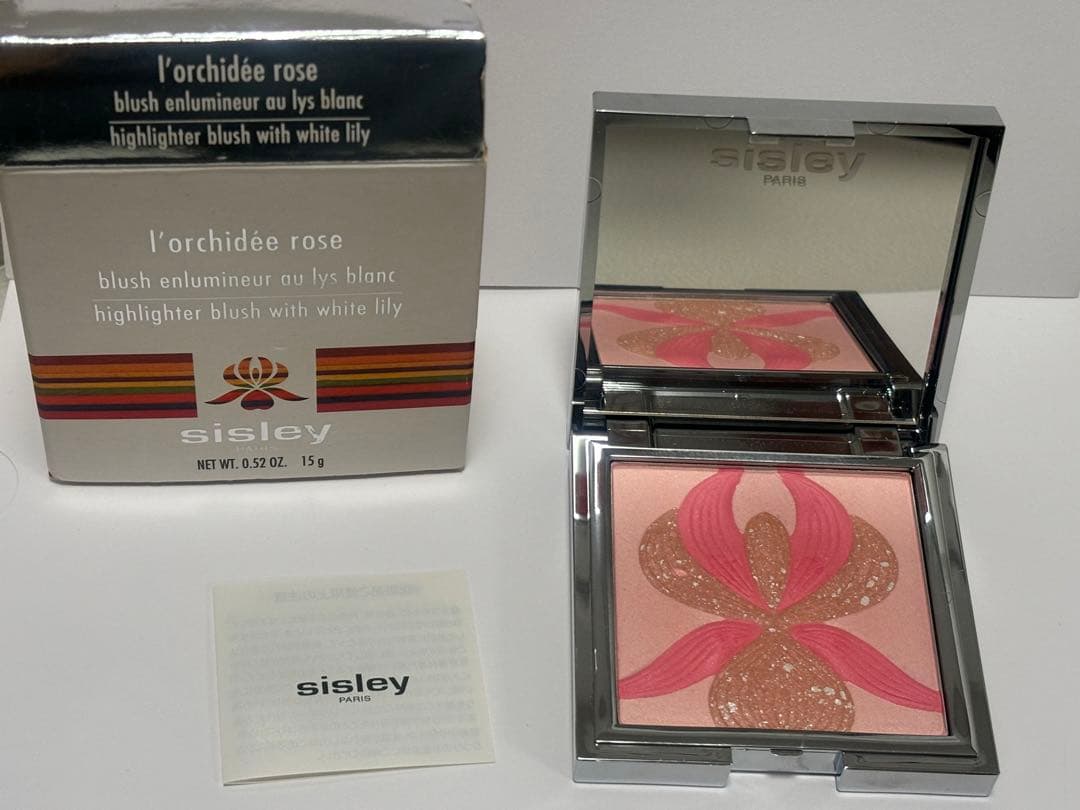 l'orchidée rose
blush enlumineur au lys blanc
highlighter blush with white lily
l'orchidée rose
blush enlumineur au lys blanc
highlighter blush with white lily
sisley
PARIS
NET WT. 0.52 OZ. 15 g
sisley
PARIS
sisley
PARIS